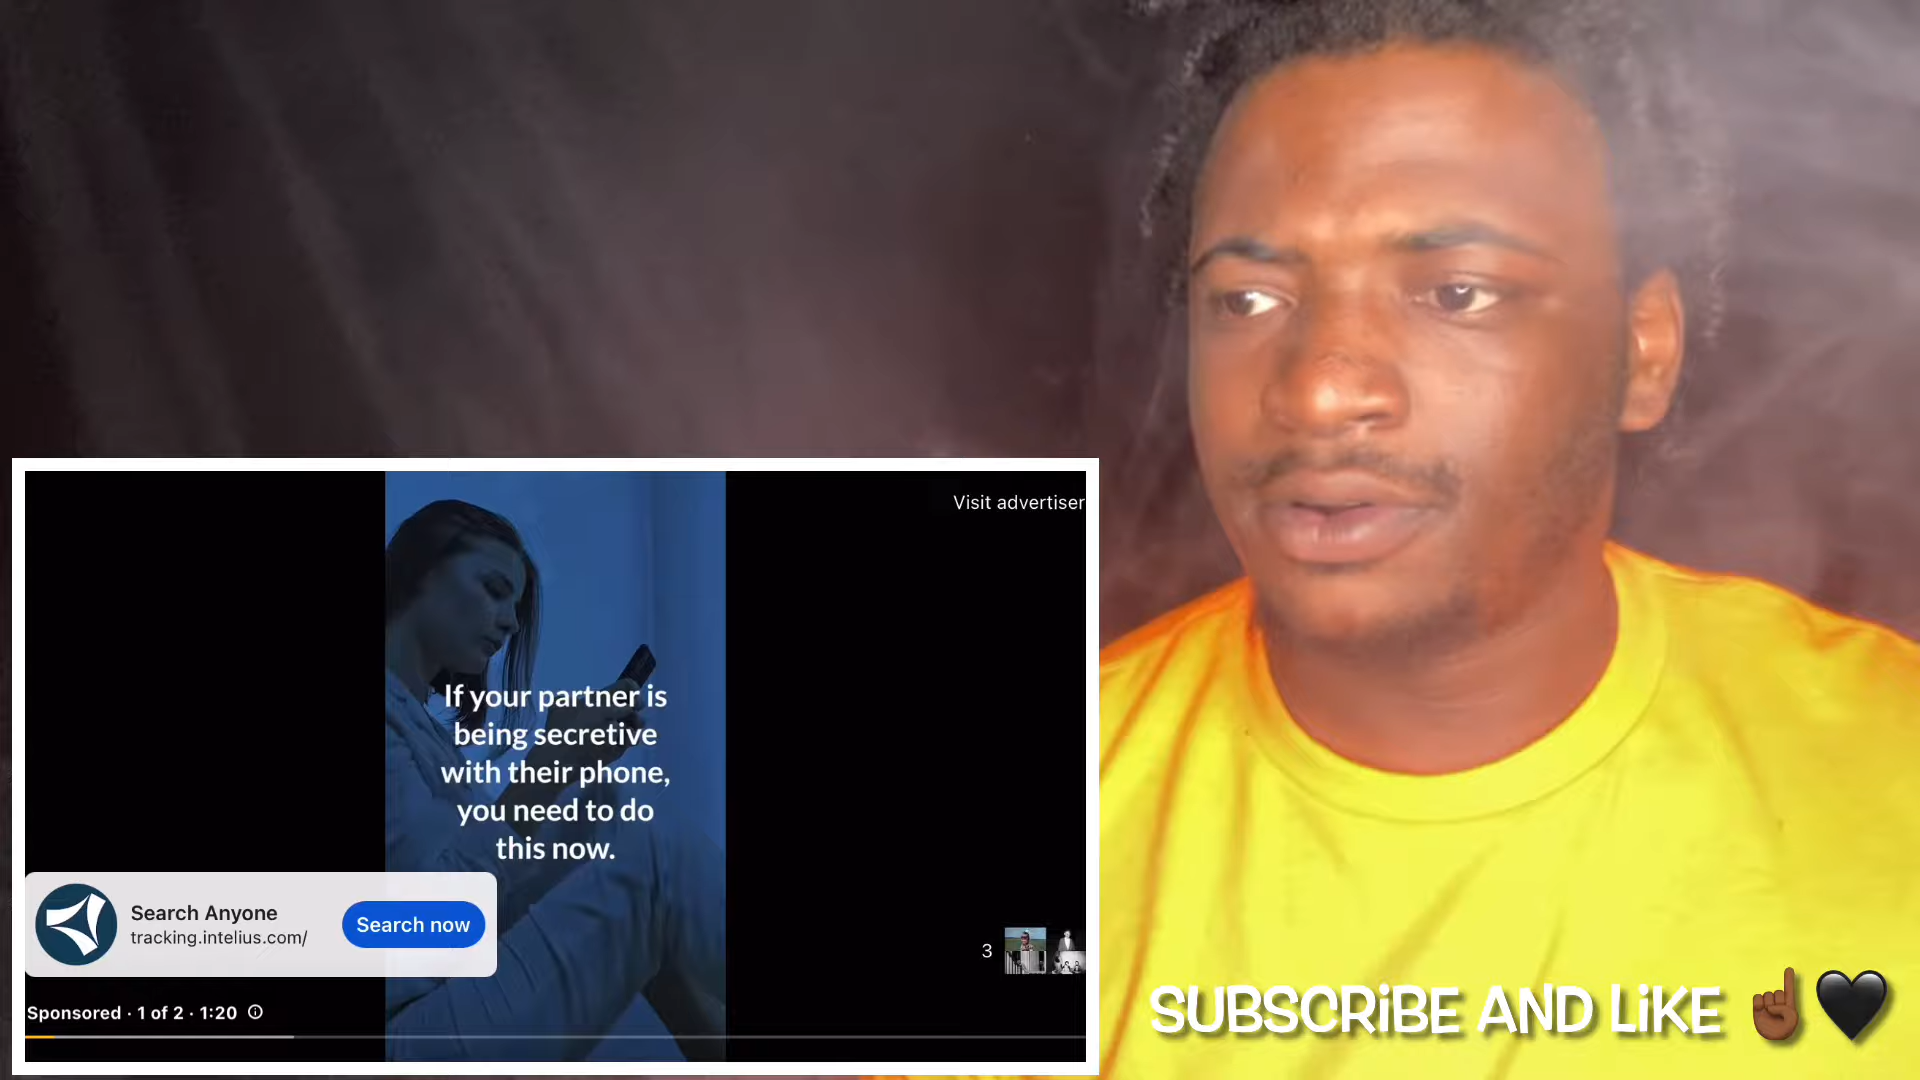 Visit advertiser
If your partner is
being secretive
with their phone,
you need to do
this now.
Search Anyone
tracking.intelius.com/
Search now
3
Sponsored · 1 of 2 · 1:20
SUBSCRiBE AND LiKE ☝🏾🖤